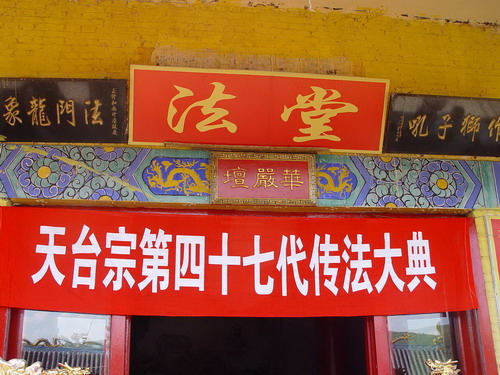 法堂
法門龍象
作獅子吼
華嚴壇
天台宗第四十七代传法大典